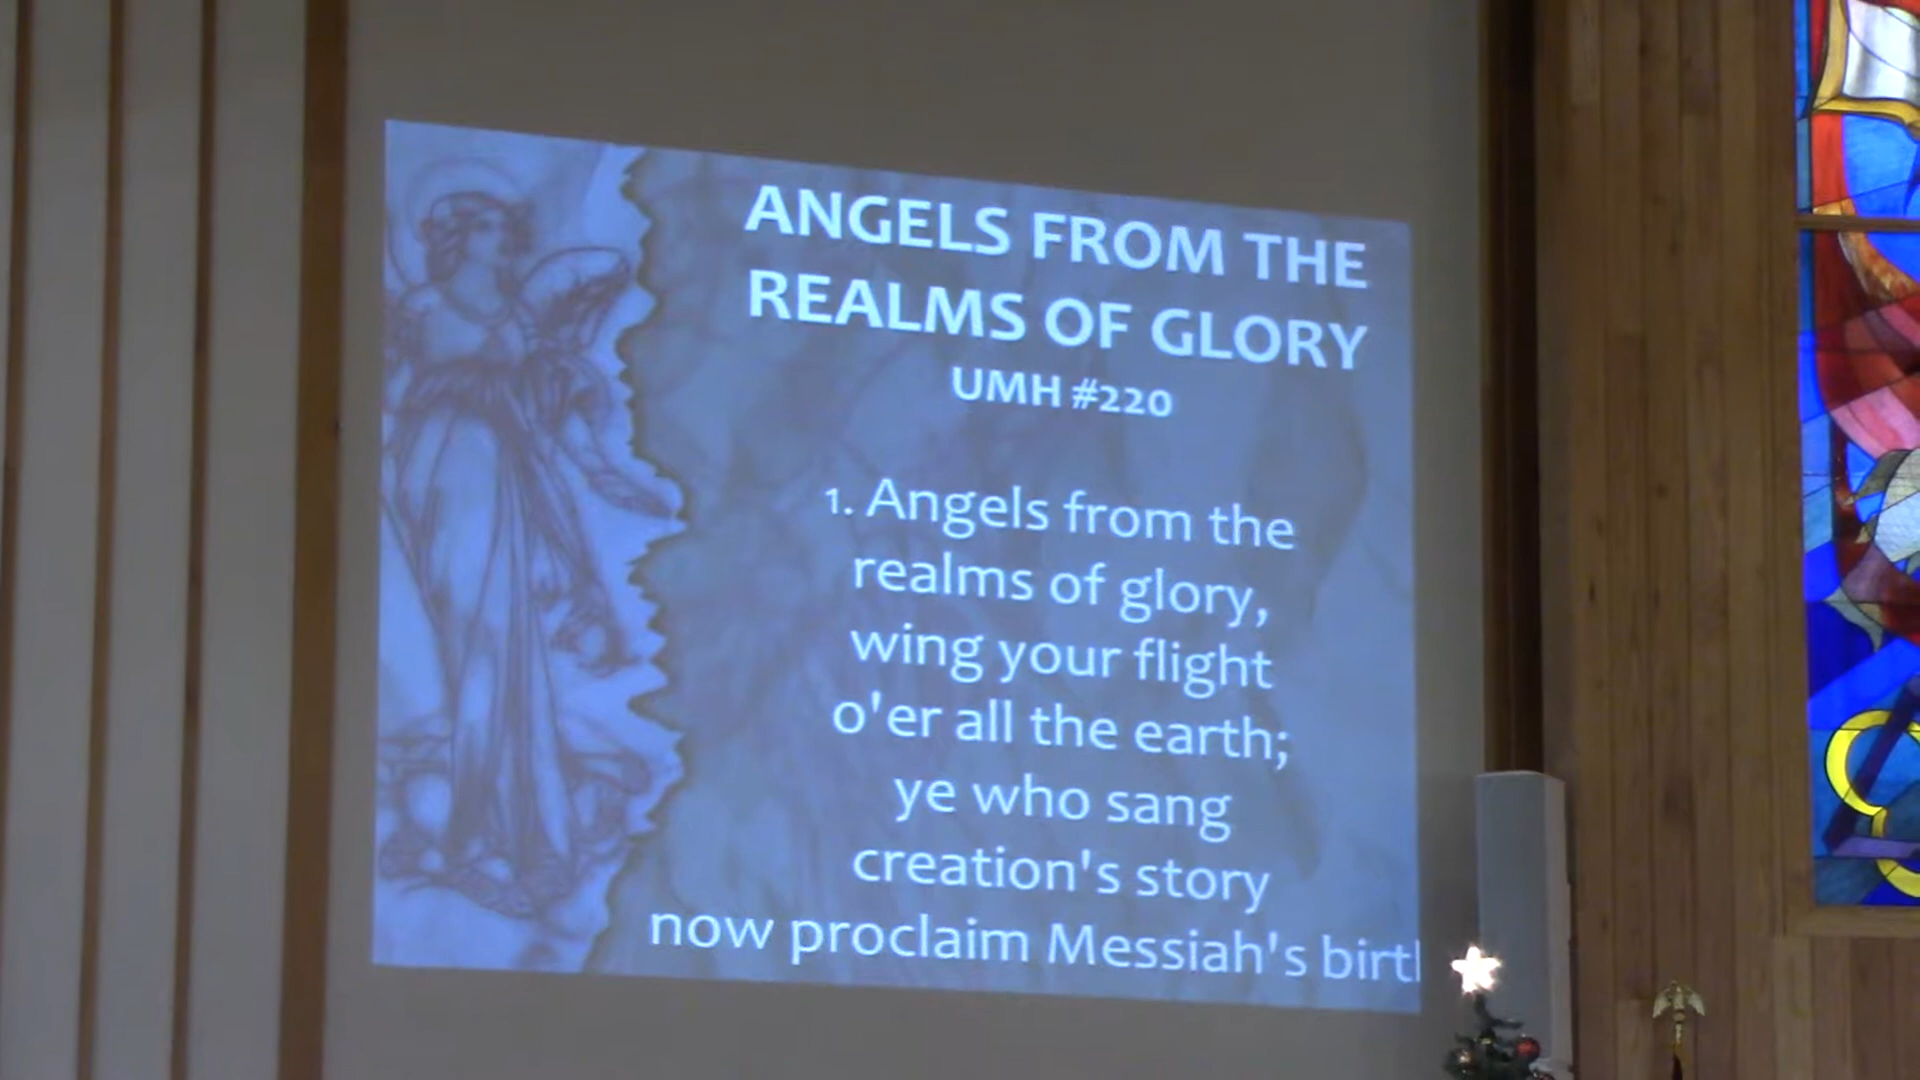 ANGELS FROM THE
REALMS OF GLORY
UMH #220
1. Angels from the
realms of glory,
wing your flight
o'er all the earth;
ye who sang
creation's story
now proclaim Messiah's birt